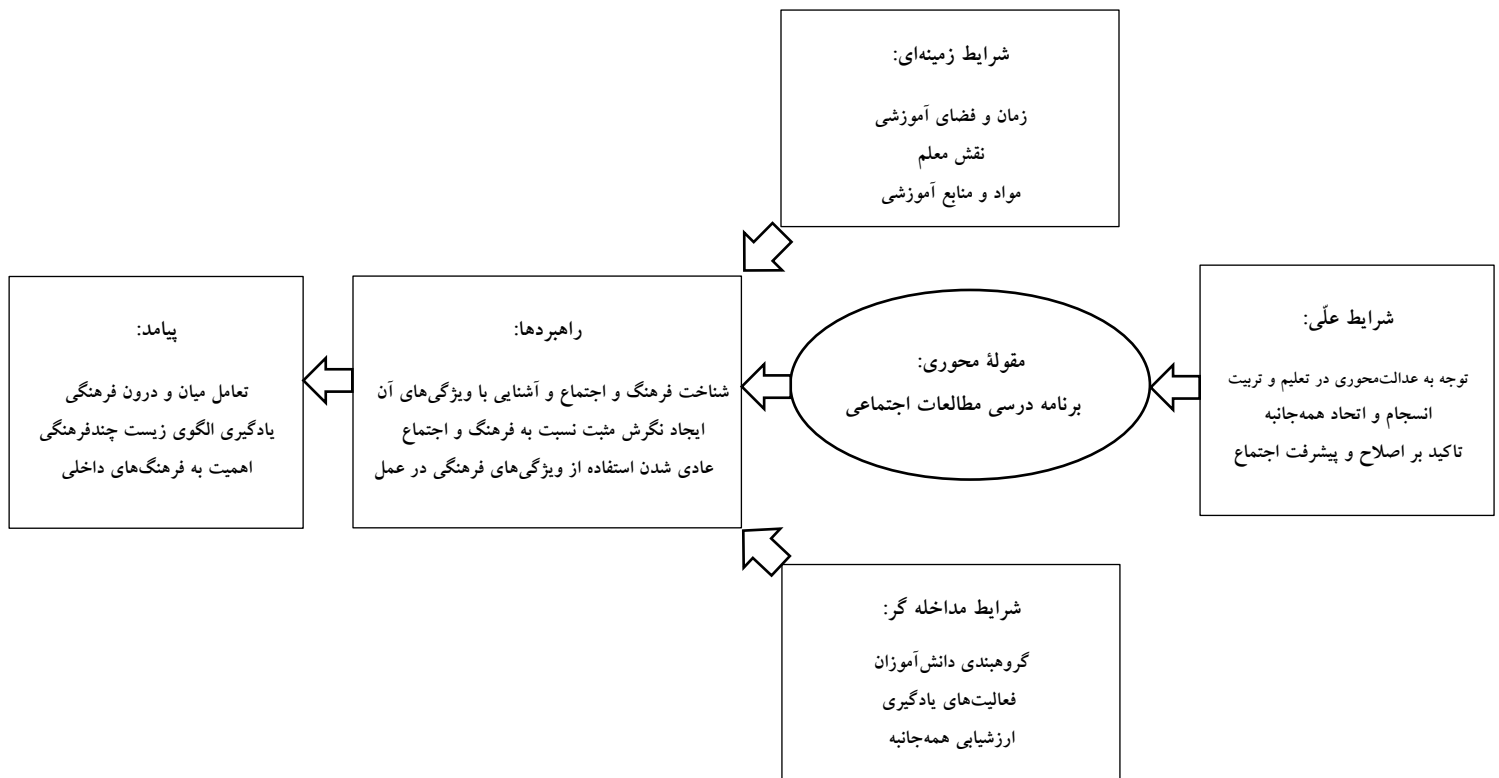 شرایط زمینه‌ای:
زمان و فضای آموزشی
نقش معلم
مواد و منابع آموزشی
شرایط علّی:
توجه به عدالت‌محوری در تعلیم و تربیت
انسجام و اتحاد همه‌جانبه
تاکید بر اصلاح و پیشرفت اجتماع
مقولۀ محوری:
برنامه درسی مطالعات اجتماعی
راهبردها:
شناخت فرهنگ و اجتماع و آشنایی با ویژگی‌های آن
ایجاد نگرش مثبت نسبت به فرهنگ و اجتماع
عادی شدن استفاده از ویژگی‌های فرهنگی در عمل
پیامد:
تعامل میان و درون فرهنگی
یادگیری الگوی زیست چندفرهنگی
اهمیت به فرهنگ‌های داخلی
شرایط مداخله گر:
گروهبندی دانش‌آموزان
فعالیت‌های یادگیری
ارزشیابی همه‌جانبه